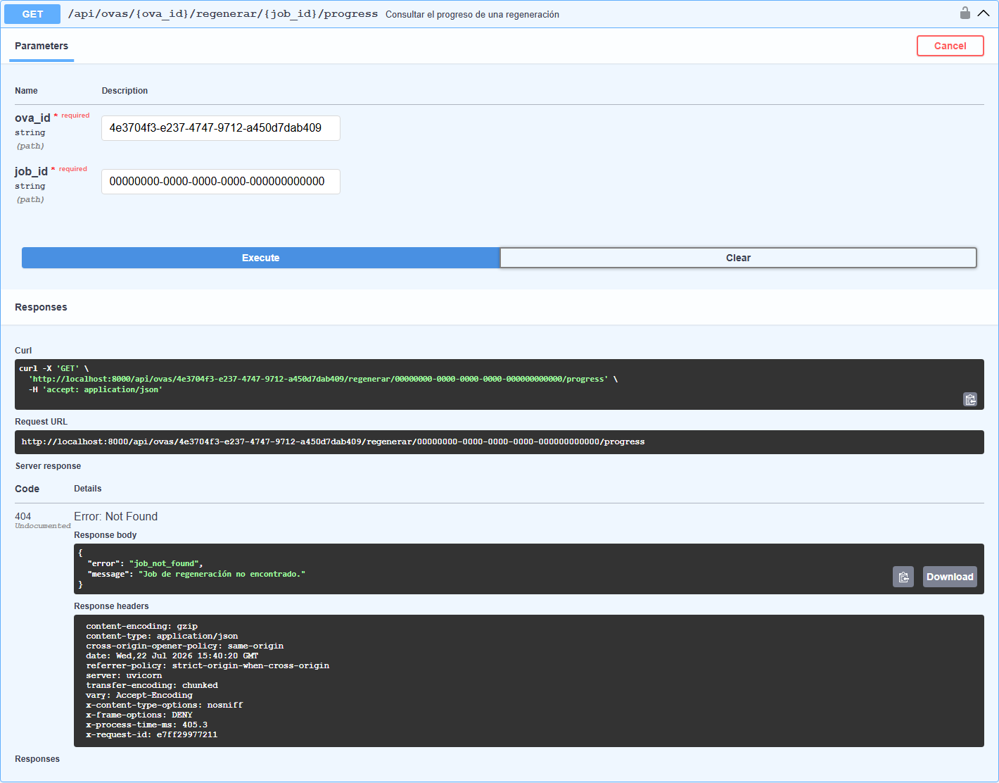 GET /api/ovas/{ova_id}/regenerar/{job_id}/progress Consultar el progreso de una regeneración
Parameters
Cancel
Name Description
ova_id * required
string
(path)
4e3704f3-e237-4747-9712-a450d7dab409
job_id * required
string
(path)
00000000-0000-0000-0000-000000000000
Execute
Clear
Responses
Curl
curl -X 'GET' \
'http://localhost:8000/api/ovas/4e3704f3-e237-4747-9712-a450d7dab409/regenerar/00000000-0000-0000-0000-000000000000/progress' \
-H 'accept: application/json'
Request URL
http://localhost:8000/api/ovas/4e3704f3-e237-4747-9712-a450d7dab409/regenerar/00000000-0000-0000-0000-000000000000/progress
Server response
Code Details
404
Undocumented
Error: Not Found
Response body
{
"error": "job_not_found",
"message": "Job de regeneración no encontrado."
}
Download
Response headers
content-encoding: gzip
content-type: application/json
cross-origin-opener-policy: same-origin
date: Wed,22 Jul 2026 15:40:20 GMT
referrer-policy: strict-origin-when-cross-origin
server: uvicorn
transfer-encoding: chunked
vary: Accept-Encoding
x-content-type-options: nosniff
x-frame-options: DENY
x-process-time-ms: 405.3
x-request-id: e7ff29977211
Responses